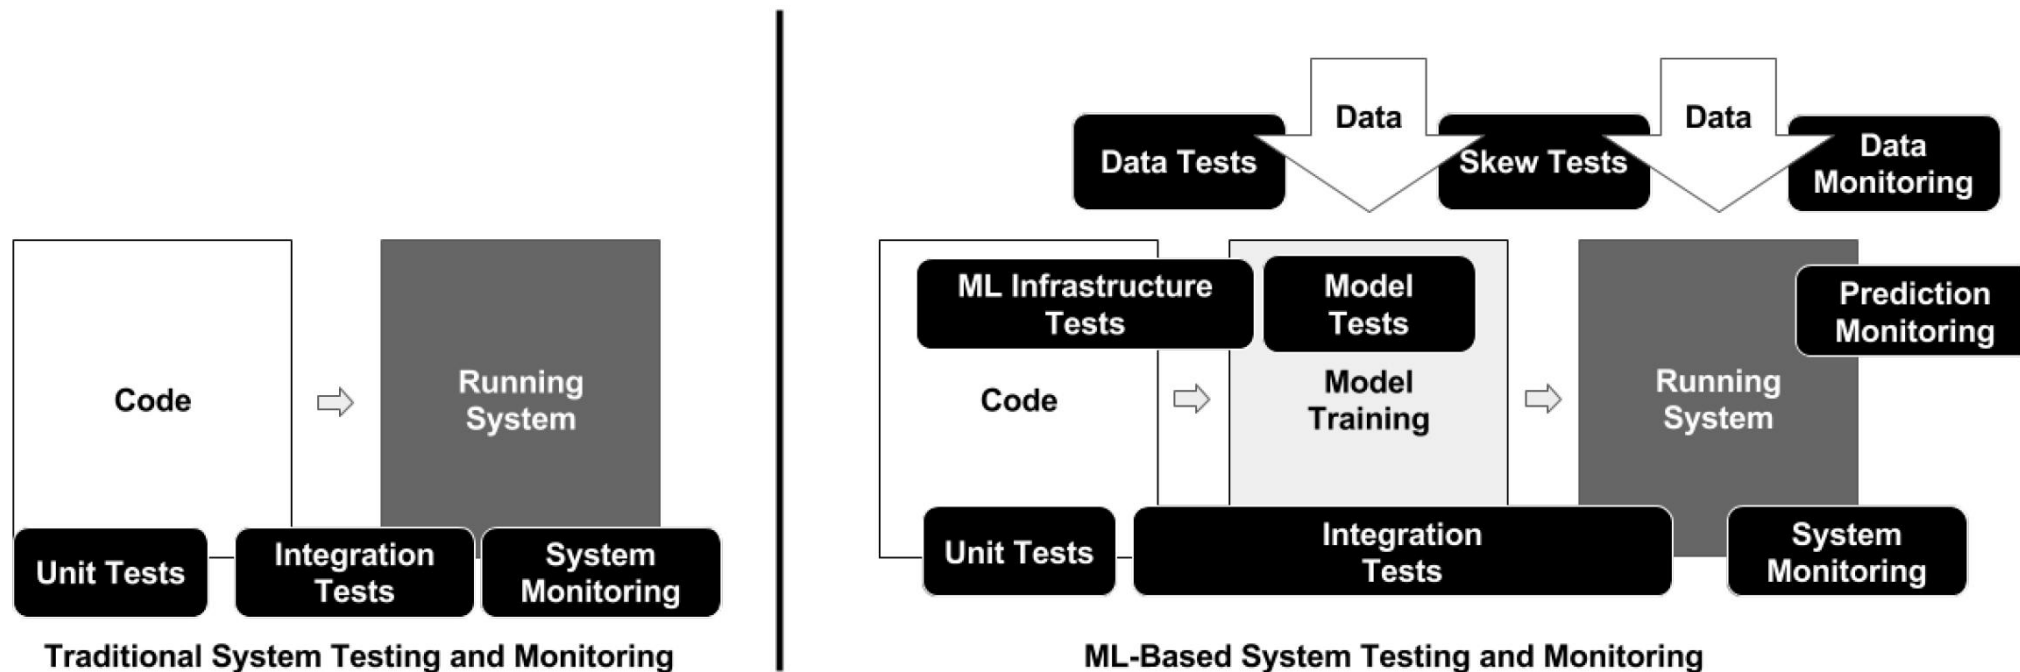 Code
Running
System
Unit Tests
Integration
Tests
System
Monitoring
Traditional System Testing and Monitoring
Data
Data
Data Tests
Skew Tests
Data
Monitoring
ML Infrastructure
Tests
Model
Tests
Prediction
Monitoring
Code
Model
Training
Running
System
Unit Tests
Integration
Tests
System
Monitoring
ML-Based System Testing and Monitoring